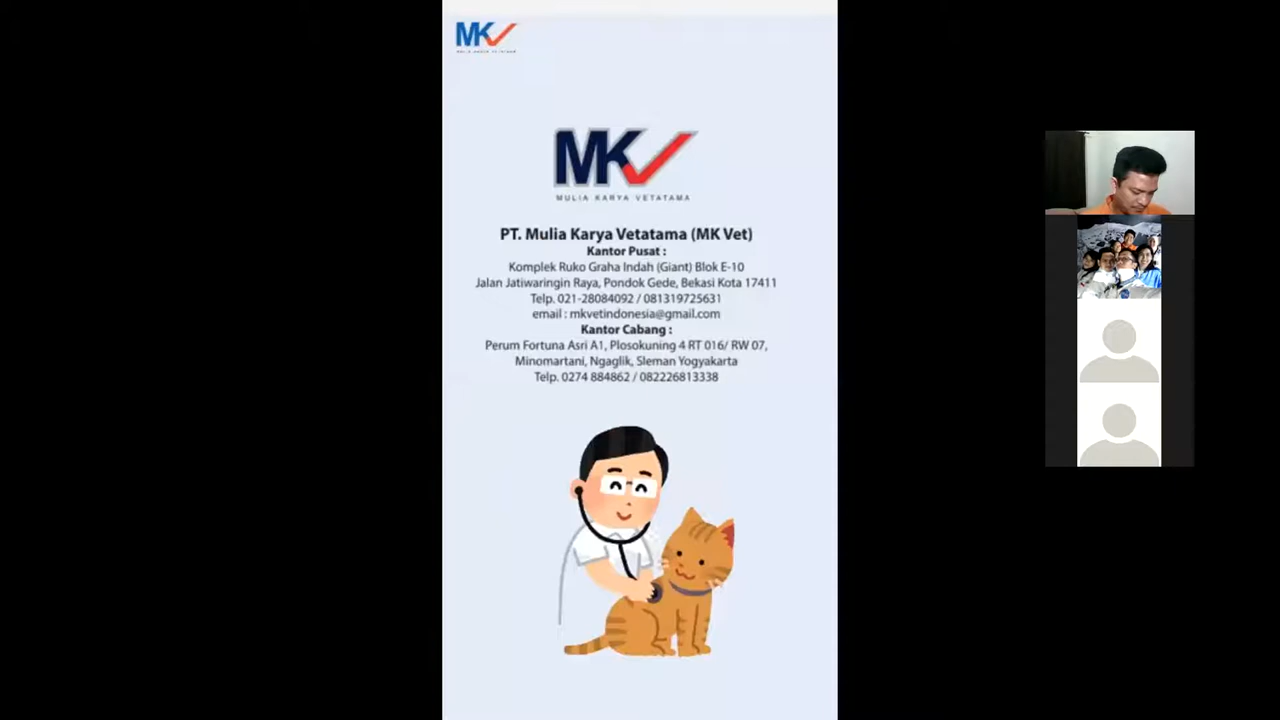 MKV
MKV
MULIA KARYA VETATAMA
PT. Mulia Karya Vetatama (MK Vet)
Kantor Pusat :
Komplek Ruko Graha Indah (Giant) Blok E-10
Jalan Jatiwaringin Raya, Pondok Gede, Bekasi Kota 17411
Telp. 021-28084092 / 081319725631
email : mkvetindonesia@gmail.com
Kantor Cabang :
Perum Fortuna Asri A1, Plosokuning 4 RT 016/ RW 07,
Minomartani, Ngaglik, Sleman Yogyakarta
Telp. 0274 884862 / 082226813338